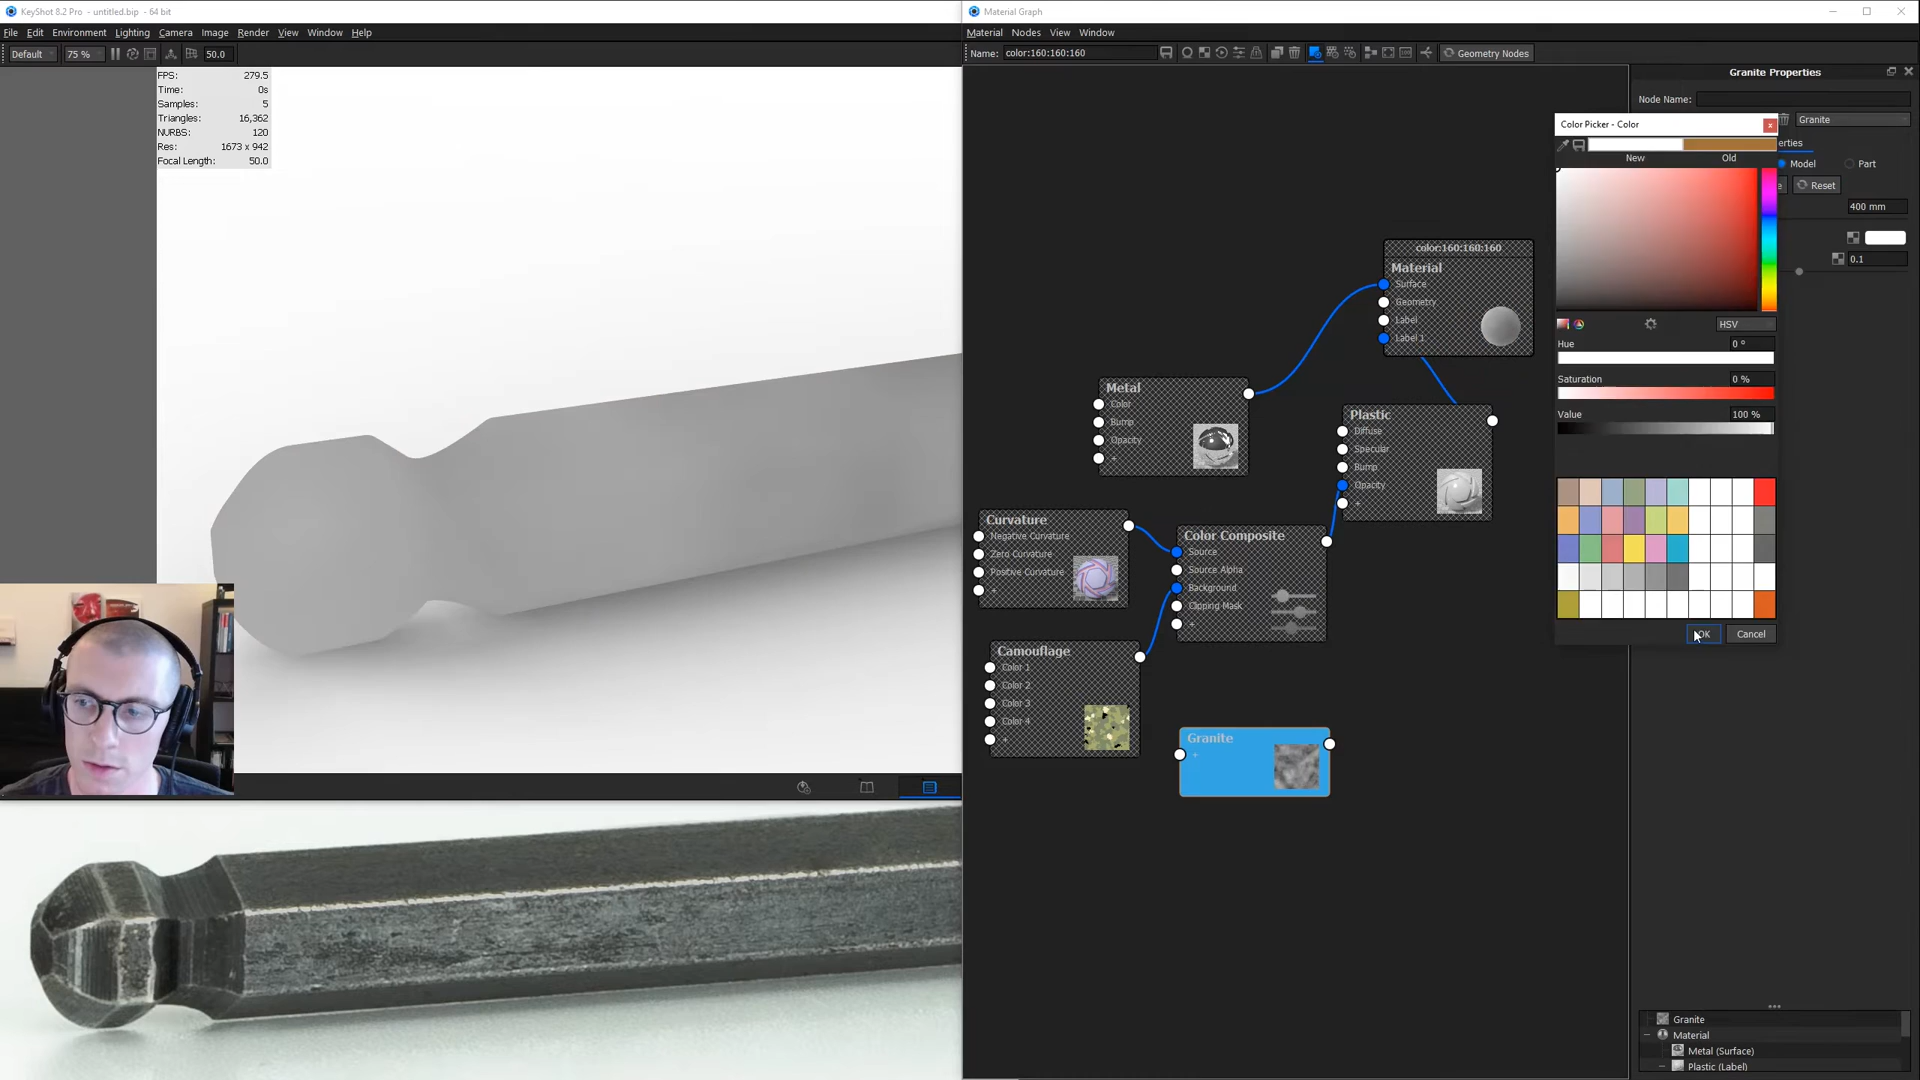 KeyShot 8.2 Pro - untitled.bip - 64 bit
File Edit Environment Lighting Camera Image Render View Window Help
Default 75 % 50.0
FPS: 279.5
Time: 0s
Samples: 5
Triangles: 16,362
NURBS: 120
Res: 1673 x 942
Focal Length: 50.0
Material Graph
Material Nodes View Window
Name: color:160:160:160 Geometry Nodes
color:160:160:160
Material
Surface
Geometry
Label
Label 1
Metal
Color
Bump
Opacity
+
Plastic
Diffuse
Specular
Bump
Opacity
+
Curvature
Negative Curvature
Zero Curvature
Positive Curvature
+
Color Composite
Source
Source Alpha
Background
Clipping Mask
+
Camouflage
Color 1
Color 2
Color 3
Color 4
+
Granite
+
Granite Properties
Node Name:
Granite
erties
Model Part
Reset
400 mm
0.1
Color Picker - Color
New Old
HSV
Hue 0 °
Saturation 0 %
Value 100 %
OK Cancel
Granite
Material
Metal (Surface)
Plastic (Label)